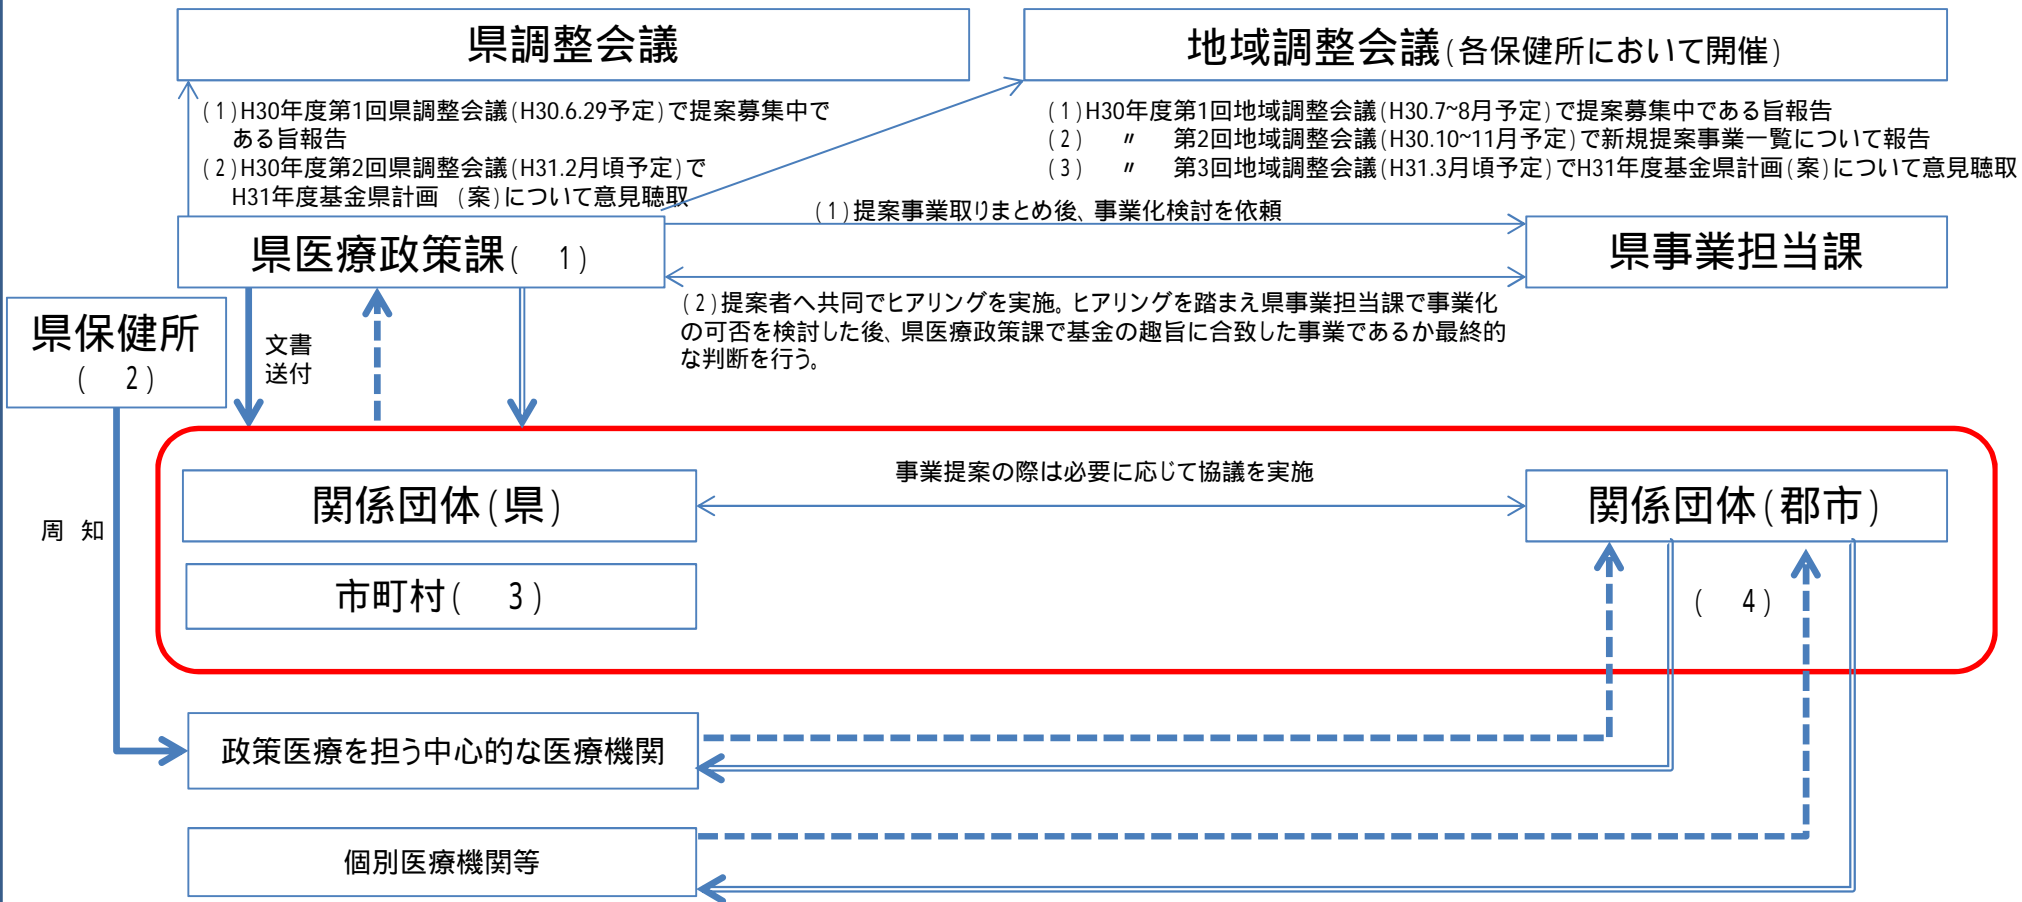 県調整会議
地域調整会議(各保健所において開催)
(1)H30年度第1回県調整会議(H30.6.29予定)で提案募集中で
ある旨報告
(2)H30年度第2回県調整会議(H31.2月頃予定)で
H31年度基金県計画 (案)について意見聴取
(1)H30年度第1回地域調整会議(H30.7~8月予定)で提案募集中である旨報告
(2) 〃 第2回地域調整会議(H30.10~11月予定)で新規提案事業一覧について報告
(3) 〃 第3回地域調整会議(H31.3月頃予定)でH31年度基金県計画(案)について意見聴取
(1)提案事業取りまとめ後、事業化検討を依頼
県医療政策課( 1)
県事業担当課
(2)提案者へ共同でヒアリングを実施。ヒアリングを踏まえ県事業担当課で事業化
の可否を検討した後、県医療政策課で基金の趣旨に合致した事業であるか最終的
な判断を行う。
県保健所
( 2)
文書
送付
周 知
関係団体(県)
事業提案の際は必要に応じて協議を実施
関係団体(郡市)
市町村( 3)
( 4)
政策医療を担う中心的な医療機関
個別医療機関等